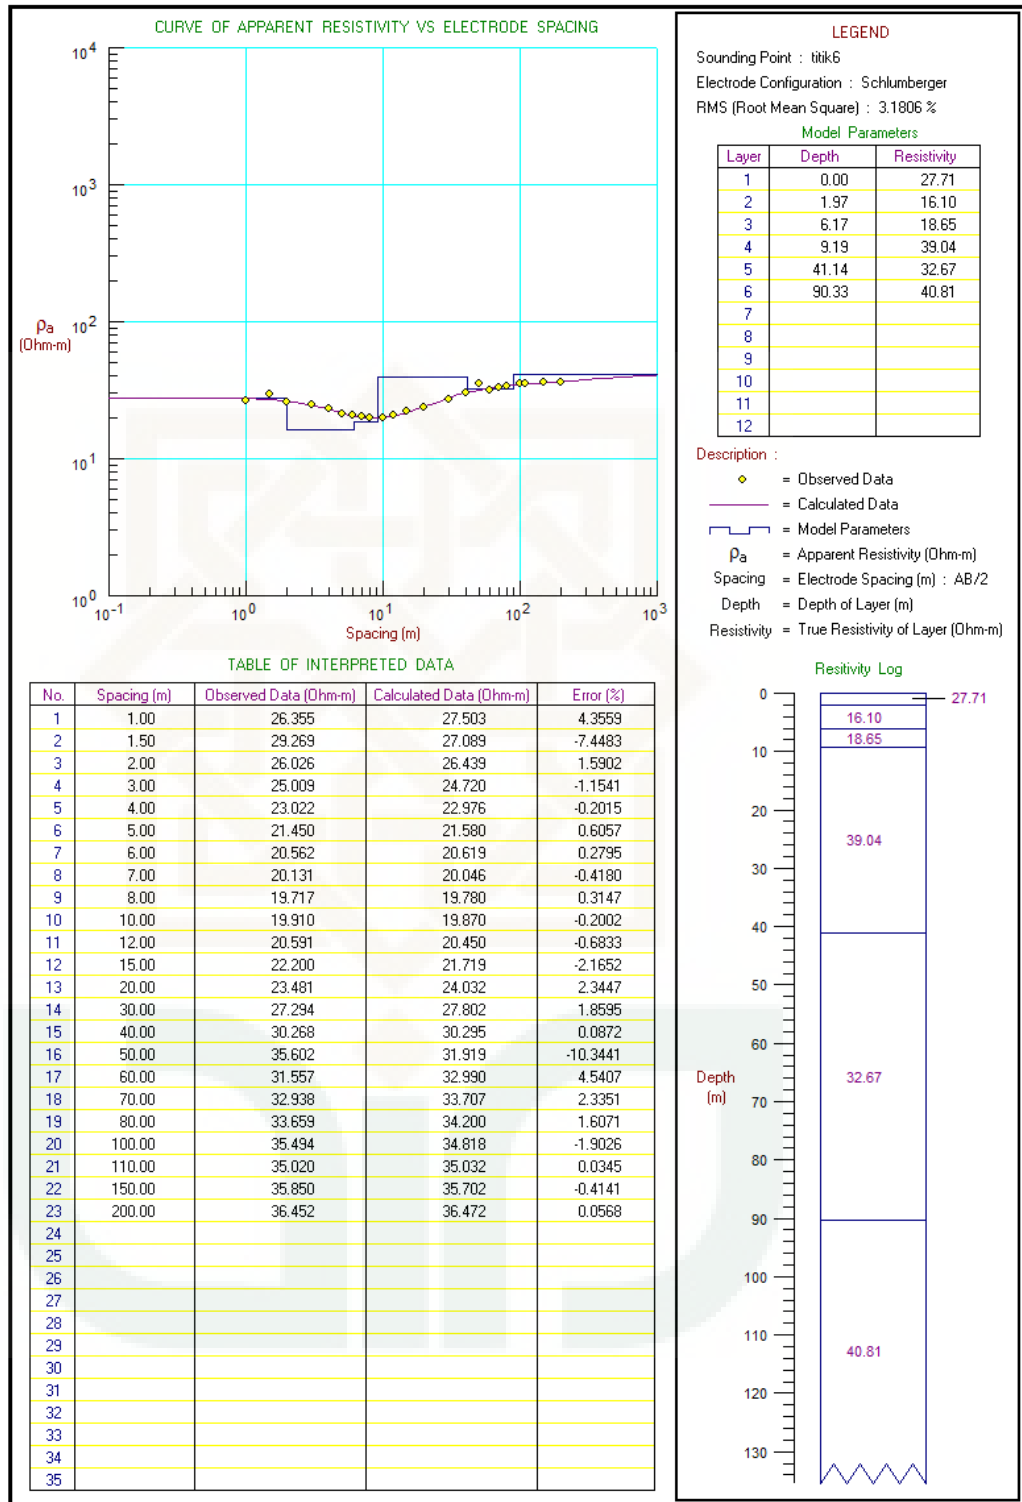 CURVE OF APPARENT RESISTIVITY VS ELECTRODE SPACING
10^4
10^3
ρa 10^2
(Ohm-m)
10^1
10^0
10^-1 10^0 10^1 10^2 10^3
Spacing (m)
TABLE OF INTERPRETED DATA
No. Spacing (m) Observed Data (Ohm-m) Calculated Data (Ohm-m) Error (%)
1 1.00 26.355 27.503 4.3559
2 1.50 29.269 27.089 -7.4483
3 2.00 26.026 26.439 1.5902
4 3.00 25.009 24.720 -1.1541
5 4.00 23.022 22.976 -0.2015
6 5.00 21.450 21.580 0.6057
7 6.00 20.562 20.619 0.2795
8 7.00 20.131 20.046 -0.4180
9 8.00 19.717 19.780 0.3147
10 10.00 19.910 19.870 -0.2002
11 12.00 20.591 20.450 -0.6833
12 15.00 22.200 21.719 -2.1652
13 20.00 23.481 24.032 2.3447
14 30.00 27.294 27.802 1.8595
15 40.00 30.268 30.295 0.0872
16 50.00 35.602 31.919 -10.3441
17 60.00 31.557 32.990 4.5407
18 70.00 32.938 33.707 2.3351
19 80.00 33.659 34.200 1.6071
20 100.00 35.494 34.818 -1.9026
21 110.00 35.020 35.032 0.0345
22 150.00 35.850 35.702 -0.4141
23 200.00 36.452 36.472 0.0568
24
25
26
27
28
29
30
31
32
33
34
35
LEGEND
Sounding Point : titik6
Electrode Configuration : Schlumberger
RMS (Root Mean Square) : 3.1806 %
Model Parameters
Layer Depth Resistivity
1 0.00 27.71
2 1.97 16.10
3 6.17 18.65
4 9.19 39.04
5 41.14 32.67
6 90.33 40.81
7
8
9
10
11
12
Description :
= Observed Data
= Calculated Data
= Model Parameters
ρa = Apparent Resistivity (Ohm-m)
Spacing = Electrode Spacing (m) : AB/2
Depth = Depth of Layer (m)
Resistivity = True Resistivity of Layer (Ohm-m)
Resitivity Log
0 27.71
16.10
18.65
10
20
39.04
30
40
50
60
Depth 32.67
(m)
70
80
90
100
110
40.81
120
130